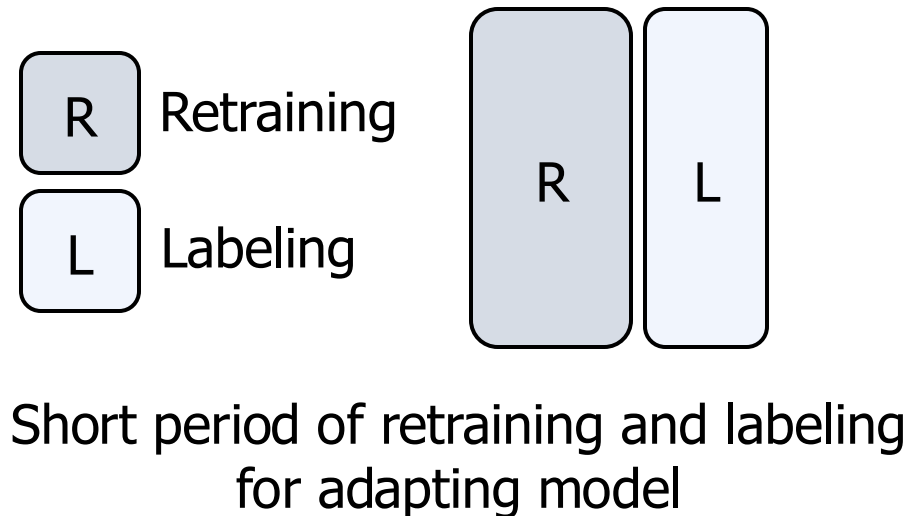 R Retraining
L Labeling
R L
Short period of retraining and labeling
for adapting model